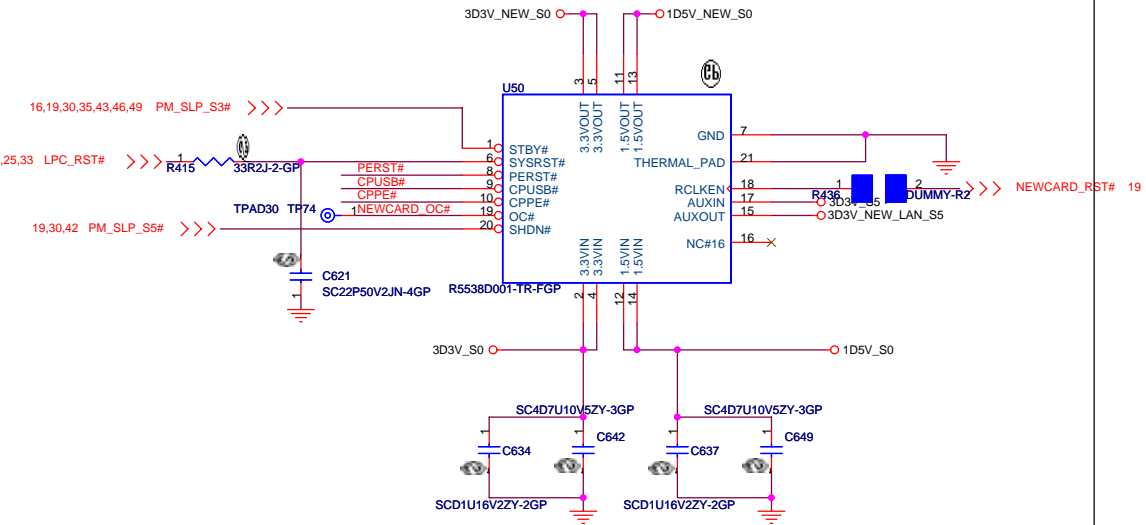 3D3V_NEW_S0
1D5V_NEW_S0
3
5
11
13
U50
3.3VOUT
3.3VOUT
1.5VOUT
1.5VOUT
16,19,30,35,43,46,49 PM_SLP_S3#
1
STBY#
GND
7
,25,33 LPC_RST#
1
R415
33R2J-2-GP
6
SYSRST#
THERMAL_PAD
21
PERST#
8
PERST#
CPUSB#
9
CPUSB#
RCLKEN
18
1
2
R436
DUMMY-R2
NEWCARD_RST# 19
CPPE#
10
CPPE#
AUXIN
17
3D3V_S5
TPAD30 TP74
1
NEWCARD_OC#
19
OC#
AUXOUT
15
3D3V_NEW_LAN_S5
19,30,42 PM_SLP_S5#
20
SHDN#
NC#16
16
3.3VIN
3.3VIN
1.5VIN
1.5VIN
C621
SC22P50V2JN-4GP
1
R5538D001-TR-FGP
2
4
12
14
3D3V_S0
1D5V_S0
SC4D7U10V5ZY-3GP
SC4D7U10V5ZY-3GP
1
C634
1
C642
1
C637
1
C649
SCD1U16V2ZY-2GP
SCD1U16V2ZY-2GP